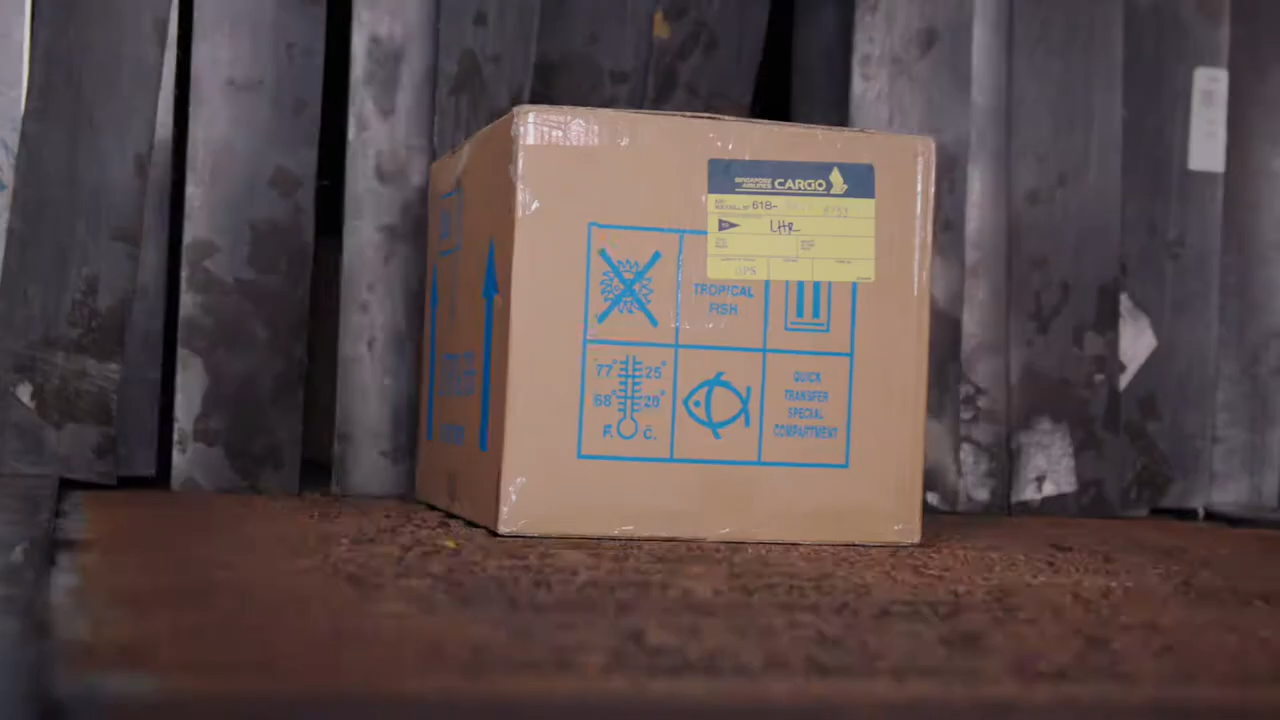 SINGAPORE
AIRLINES CARGO
618-
LHR
TROPICAL
FISH
77° 25°
68° 20°
F. C.
QUICK
TRANSFER
SPECIAL
COMPARTMENT